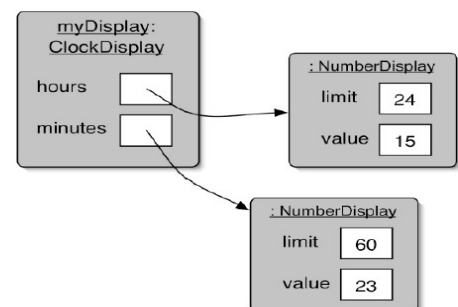 myDisplay:
ClockDisplay
hours
minutes
: NumberDisplay
limit 24
value 15
: NumberDisplay
limit 60
value 23